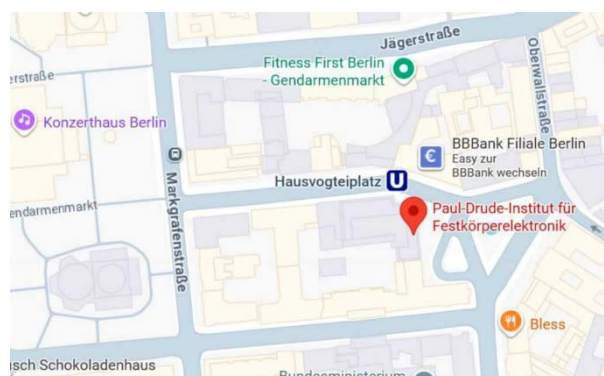 Jägerstraße
Fitness First Berlin
- Gendarmenmarkt
Oberwallstraße
erstraße
Konzerthaus Berlin
BBBank Filiale Berlin
Easy zur
BBBank wechseln
€
Hausvogteiplatz U
Markgrafenstraße
endarmenmarkt
Paul-Drude-Institut für
Festkörperelektronik
Bless
usch Schokoladenhaus
Bundesministerium